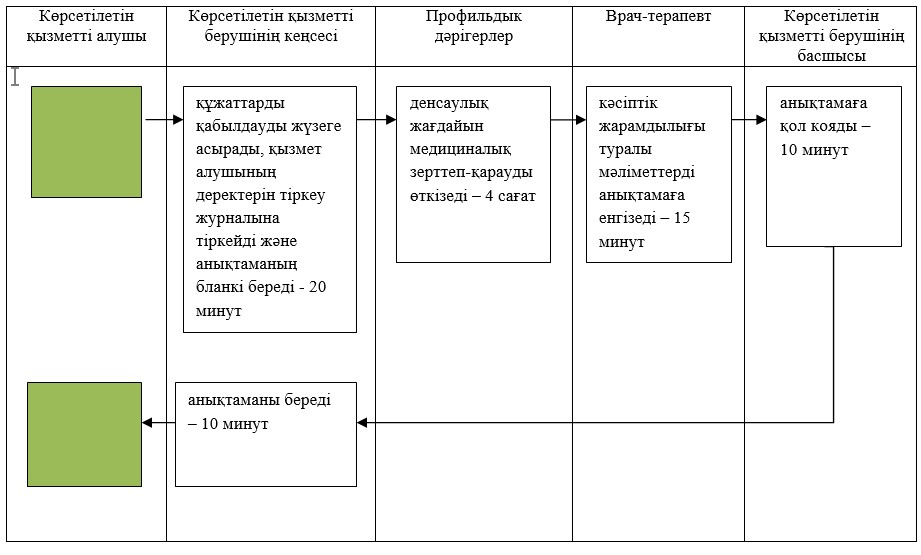 Көрсетілетін
қызметті алушы
Көрсетілетін қызметті
берушінің кеңсесі
Профильдық
дәрігерлер
Врач-терапевт
Көрсетілетін
қызметті берушінің
басшысы
құжаттарды
қабылдауды жүзеге
асырады, қызмет
алушының
деректерін тіркеу
журналына
тіркейді және
анықтаманың
бланкі береді - 20
минут
денсаулық
жағдайын
медициналық
зерттеп-қарауды
өткізеді – 4 сағат
кәсіптік
жарамдылығы
туралы
мәліметтерді
анықтамаға
енгізеді – 15
минут
анықтамаға
қол кояды –
10 минут
анықтаманы береді
– 10 минут